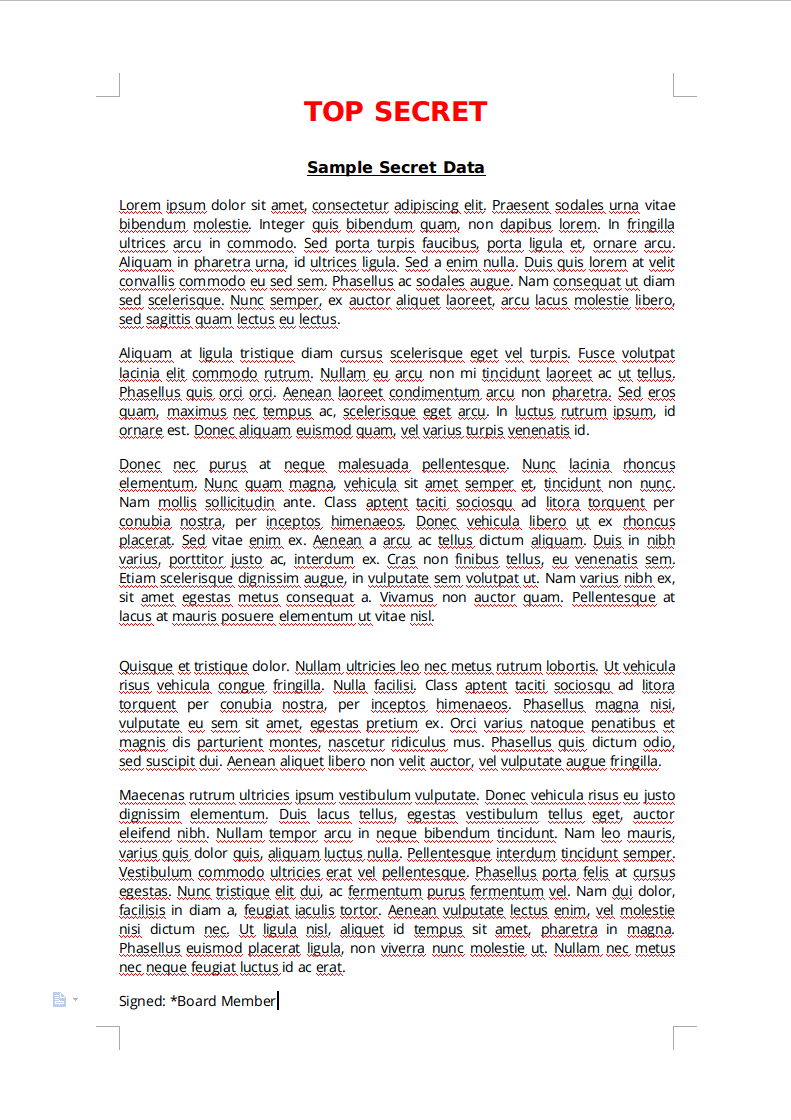 TOP SECRET
Sample Secret Data
Lorem ipsum dolor sit amet, consectetur adipiscing elit. Praesent sodales urna vitae
bibendum molestie. Integer quis bibendum quam, non dapibus lorem. In fringilla
ultrices arcu in commodo. Sed porta turpis faucibus, porta ligula et, ornare arcu.
Aliquam in pharetra urna, id ultrices ligula. Sed a enim nulla. Duis quis lorem at velit
convallis commodo eu sed sem. Phasellus ac sodales augue. Nam consequat ut diam
sed scelerisque. Nunc semper, ex auctor aliquet laoreet, arcu lacus molestie libero,
sed sagittis quam lectus eu lectus.
Aliquam at ligula tristique diam cursus scelerisque eget vel turpis. Fusce volutpat
lacinia elit commodo rutrum. Nullam eu arcu non mi tincidunt laoreet ac ut tellus.
Phasellus quis orci orci. Aenean laoreet condimentum arcu non pharetra. Sed eros
quam, maximus nec tempus ac, scelerisque eget arcu. In luctus rutrum ipsum, id
ornare est. Donec aliquam euismod quam, vel varius turpis venenatis id.
Donec nec purus at neque malesuada pellentesque. Nunc lacinia rhoncus
elementum. Nunc quam magna, vehicula sit amet semper et, tincidunt non nunc.
Nam mollis sollicitudin ante. Class aptent taciti sociosqu ad litora torquent per
conubia nostra, per inceptos himenaeos. Donec vehicula libero ut ex rhoncus
placerat. Sed vitae enim ex. Aenean a arcu ac tellus dictum aliquam. Duis in nibh
varius, porttitor justo ac, interdum ex. Cras non finibus tellus, eu venenatis sem.
Etiam scelerisque dignissim augue, in vulputate sem volutpat ut. Nam varius nibh ex,
sit amet egestas metus consequat a. Vivamus non auctor quam. Pellentesque at
lacus at mauris posuere elementum ut vitae nisl.
Quisque et tristique dolor. Nullam ultricies leo nec metus rutrum lobortis. Ut vehicula
risus vehicula congue fringilla. Nulla facilisi. Class aptent taciti sociosqu ad litora
torquent per conubia nostra, per inceptos himenaeos. Phasellus magna nisi,
vulputate eu sem sit amet, egestas pretium ex. Orci varius natoque penatibus et
magnis dis parturient montes, nascetur ridiculus mus. Phasellus quis dictum odio,
sed suscipit dui. Aenean aliquet libero non velit auctor, vel vulputate augue fringilla.
Maecenas rutrum ultricies ipsum vestibulum vulputate. Donec vehicula risus eu justo
dignissim elementum. Duis lacus tellus, egestas vestibulum tellus eget, auctor
eleifend nibh. Nullam tempor arcu in neque bibendum tincidunt. Nam leo mauris,
varius quis dolor quis, aliquam luctus nulla. Pellentesque interdum tincidunt semper.
Vestibulum commodo ultricies erat vel pellentesque. Phasellus porta felis at cursus
egestas. Nunc tristique elit dui, ac fermentum purus fermentum vel. Nam dui dolor,
facilisis in diam a, feugiat iaculis tortor. Aenean vulputate lectus enim, vel molestie
nisi dictum nec. Ut ligula nisl, aliquet id tempus sit amet, pharetra in magna.
Phasellus euismod placerat ligula, non viverra nunc molestie ut. Nullam nec metus
nec neque feugiat luctus id ac erat.
Signed: *Board Member